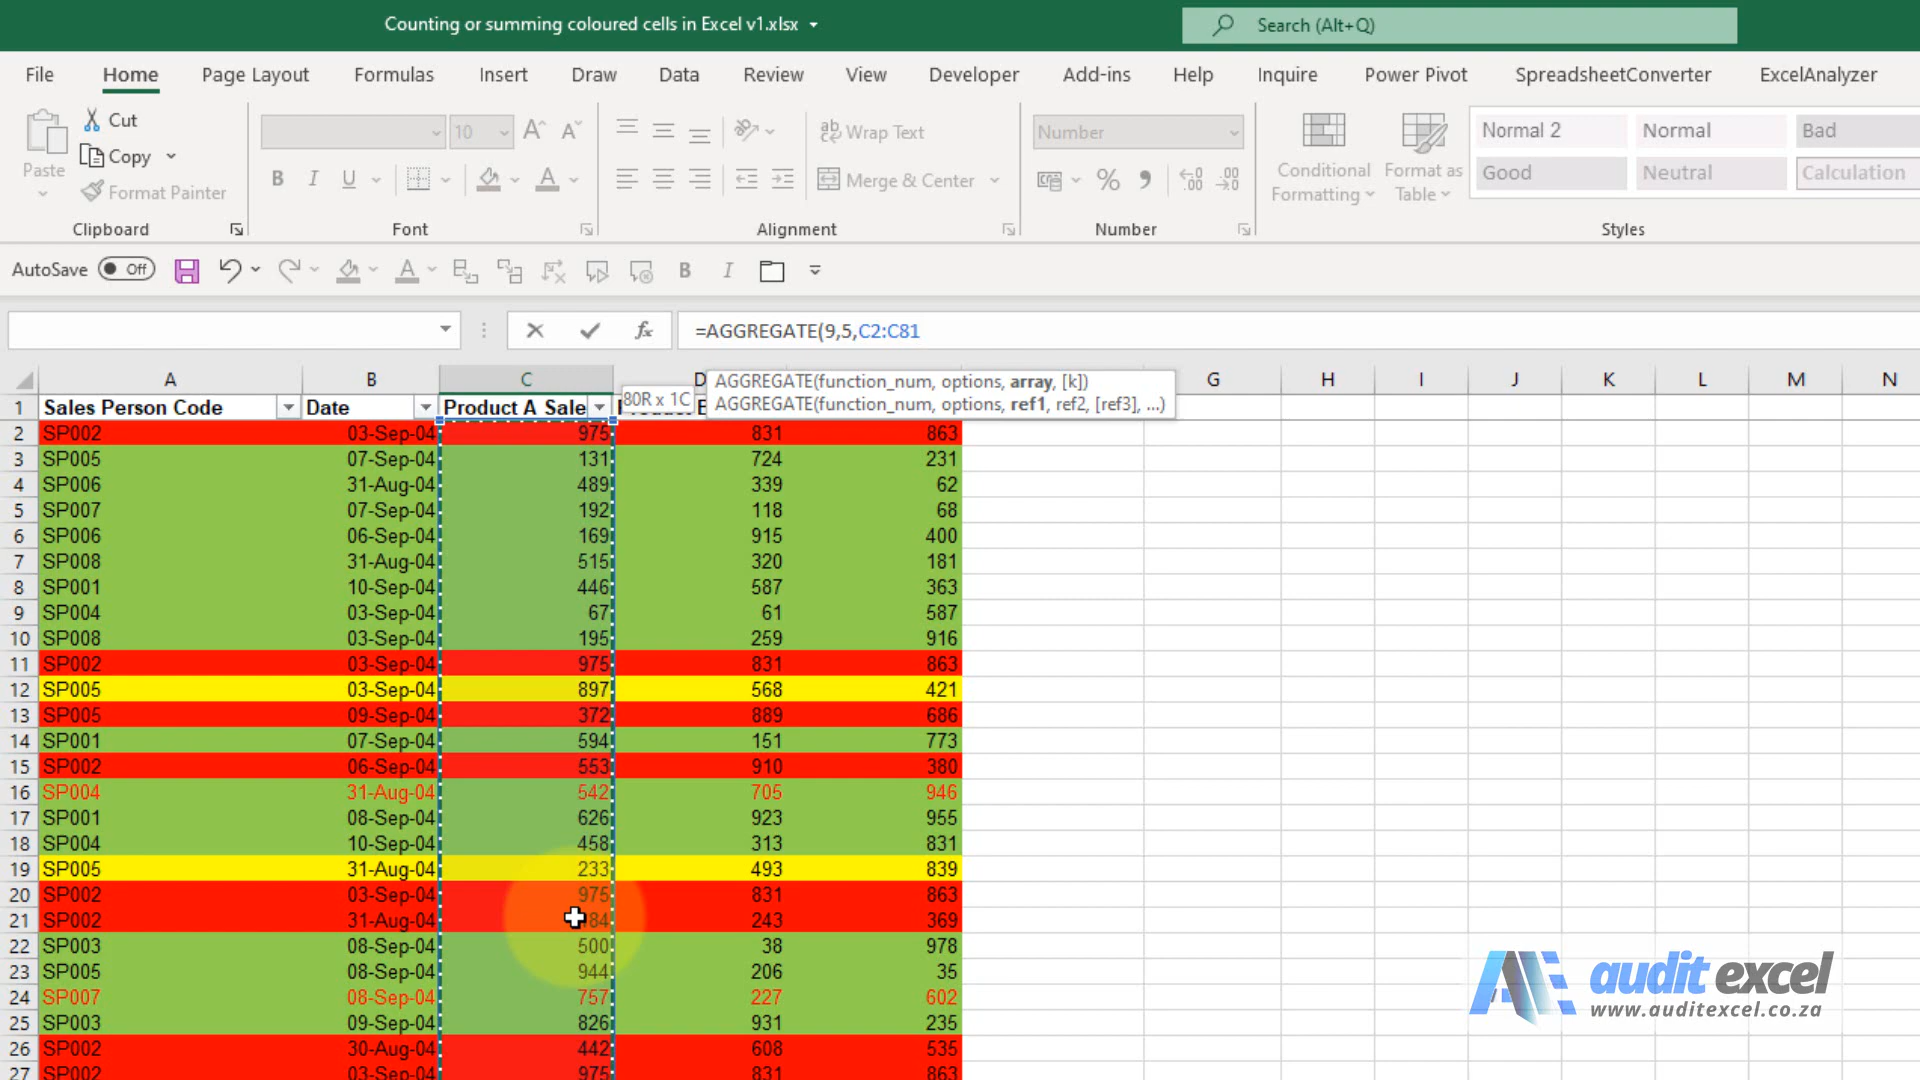 Counting or summing coloured cells in Excel v1.xlsx
Search (Alt+Q)
File Home Page Layout Formulas Insert Draw Data Review View Developer Add-ins Help Inquire Power Pivot SpreadsheetConverter ExcelAnalyzer
Paste
Cut
Copy
Format Painter
Clipboard
10
B I U
Font
Wrap Text
Merge & Center
Alignment
Number
%
Number
Conditional Formatting
Format as Table
Normal 2 Normal Bad
Good Neutral Calculation
Styles
AutoSave Off
B I
fx =AGGREGATE(9,5,C2:C81
A B C D G H I J K L M N
AGGREGATE(function_num, options, array, [k])
AGGREGATE(function_num, options, ref1, ref2, [ref3], ...)
80R x 1C
1 Sales Person Code Date Product A Sale
2 SP002 03-Sep-04 975 831 863
3 SP005 07-Sep-04 131 724 231
4 SP006 31-Aug-04 489 339 62
5 SP007 07-Sep-04 192 118 68
6 SP006 06-Sep-04 169 915 400
7 SP008 31-Aug-04 515 320 181
8 SP001 10-Sep-04 446 587 363
9 SP004 03-Sep-04 67 61 587
10 SP008 03-Sep-04 195 259 916
11 SP002 03-Sep-04 975 831 863
12 SP005 03-Sep-04 897 568 421
13 SP005 09-Sep-04 372 889 686
14 SP001 07-Sep-04 594 151 773
15 SP002 06-Sep-04 553 910 380
16 SP004 31-Aug-04 542 705 946
17 SP001 08-Sep-04 626 923 955
18 SP004 10-Sep-04 458 313 831
19 SP005 31-Aug-04 233 493 839
20 SP002 03-Sep-04 975 831 863
21 SP002 31-Aug-04 243 369
22 SP003 08-Sep-04 500 38 978
23 SP005 08-Sep-04 944 206 35
24 SP007 08-Sep-04 757 227 602
25 SP003 09-Sep-04 826 931 235
26 SP002 30-Aug-04 442 608 535
27 SP002 03-Sep-04 975 831 863
audit excel
www.auditexcel.co.za